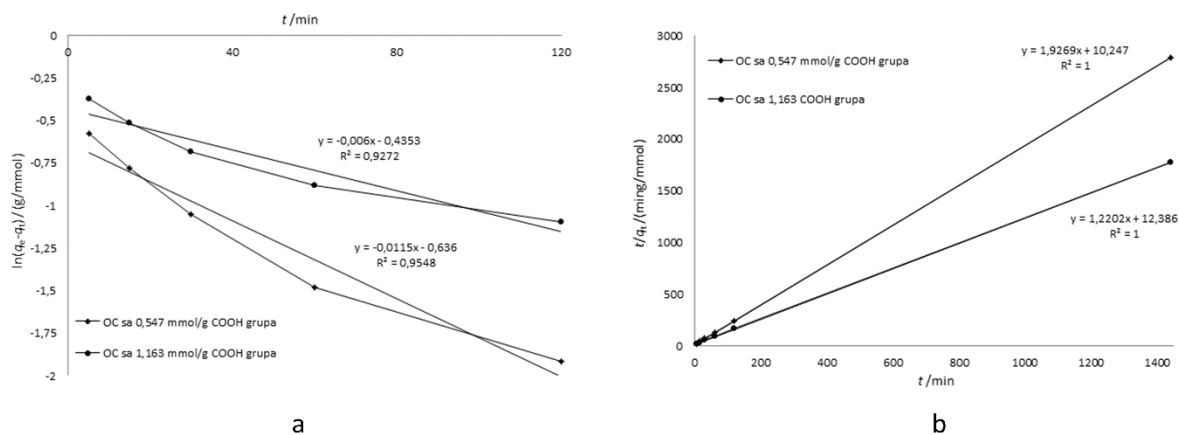 t /min
0
0
40
80
120
-0,25
-0,5
-0,75
-1
-1,25
-1,5
-1,75
-2
ln(qe-qt)/(g/mmol)
y = -0,006x - 0,4353
R² = 0,9272
y = -0,0115x - 0,636
R² = 0,9548
OC sa 0,547 mmol/g COOH grupa
OC sa 1,163 mmol/g COOH grupa
a
3000
2500
2000
1500
1000
500
0
t/qt/(ming/mmol)
OC sa 0,547 mmol/g COOH grupa
OC sa 1,163 COOH grupa
y = 1,9269x + 10,247
R² = 1
y = 1,2202x + 12,386
R² = 1
0
200
400
600
800
1000
1200
1400
t /min
b